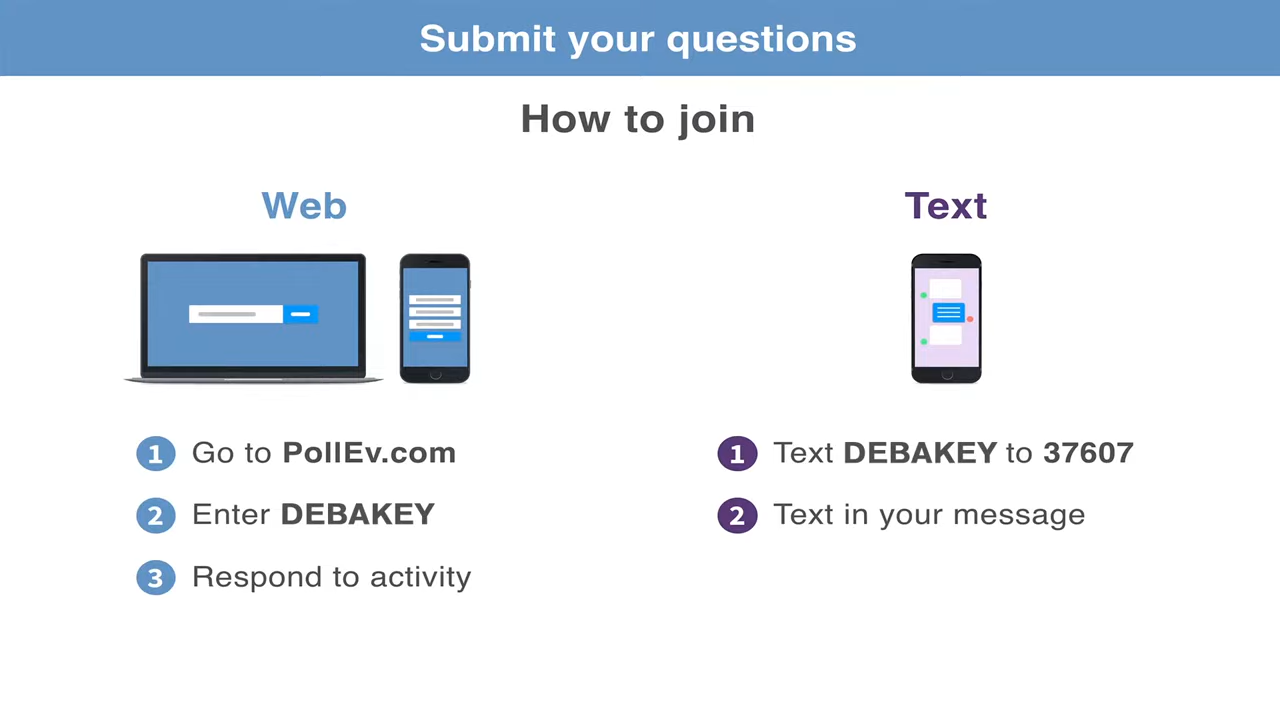 Submit your questions
How to join
Web
1 Go to PollEv.com
2 Enter DEBAKEY
3 Respond to activity
Text
1 Text DEBAKEY to 37607
2 Text in your message